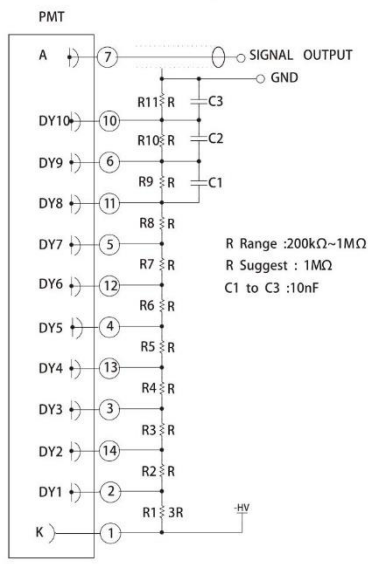 PMT
A 7 SIGNAL OUTPUT
GND
R11 R C3
DY10 10
R10 R C2
DY9 6
R9 R C1
DY8 11
R8 R
DY7 5
R Range :200kΩ~1MΩ
R7 R
R Suggest : 1MΩ
DY6 12
C1 to C3 :10nF
R6 R
DY5 4
R5 R
DY4 13
R4 R
DY3 3
R3 R
DY2 14
R2 R
DY1 2
R1 3R
-HV
K 1